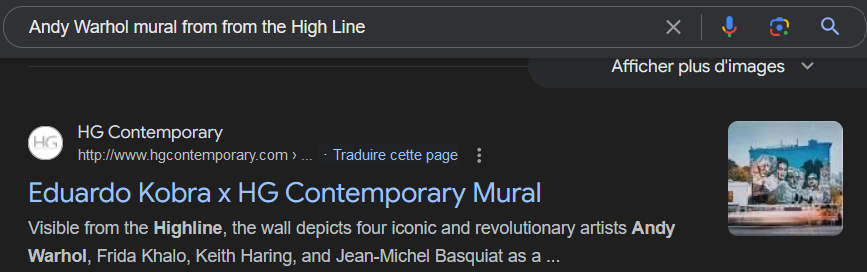 Andy Warhol mural from from the High Line
Afficher plus d'images
HG
HG Contemporary
http://www.hgcontemporary.com › ... · Traduire cette page
Eduardo Kobra x HG Contemporary Mural
Visible from the Highline, the wall depicts four iconic and revolutionary artists Andy
Warhol, Frida Khalo, Keith Haring, and Jean-Michel Basquiat as a ...